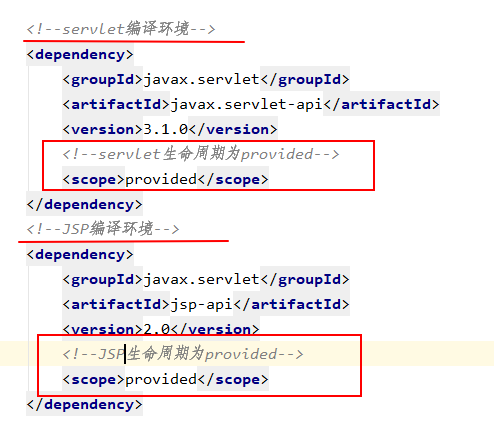 <!--servlet编译环境-->
<dependency>
<groupId>javax.servlet</groupId>
<artifactId>javax.servlet-api</artifactId>
<version>3.1.0</version>
<!--servlet生命周期为provided-->
<scope>provided</scope>
</dependency>
<!--JSP编译环境-->
<dependency>
<groupId>javax.servlet</groupId>
<artifactId>jsp-api</artifactId>
<version>2.0</version>
<!--JSP生命周期为provided-->
<scope>provided</scope>
</dependency>